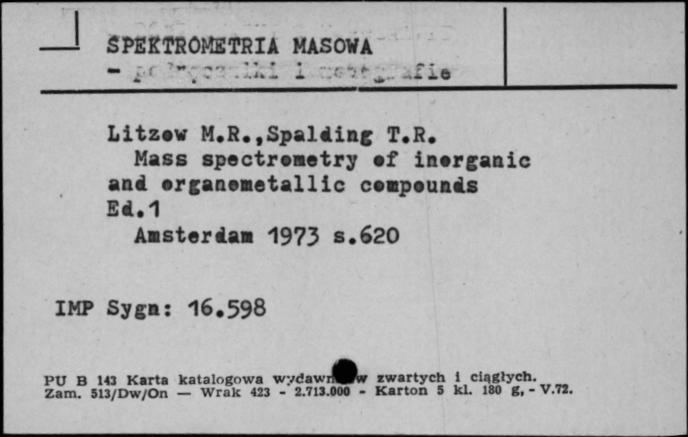 SPEKTROMETRIA MASOWA
- podręczniki i monografie
Litzow M.R.,Spalding T.R.
Mass spectrometry of inorganic
and organometallic compounds
Ed.1
Amsterdam 1973 s.620
IMP Sygn: 16.598
PU B 143 Karta katalogowa zwartych i ciągłych.
Zam. 513/Dw/On — Wrak 423 - 2.713.000 - Karton 5 kl. 180 g, - V.72.